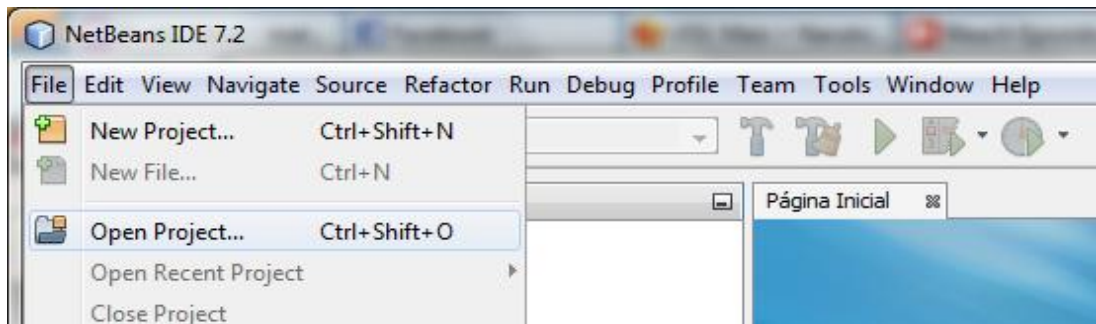 NetBeans IDE 7.2
File Edit View Navigate Source Refactor Run Debug Profile Team Tools Window Help
New Project... Ctrl+Shift+N
New File... Ctrl+N
Página Inicial
Open Project... Ctrl+Shift+O
Open Recent Project
Close Project